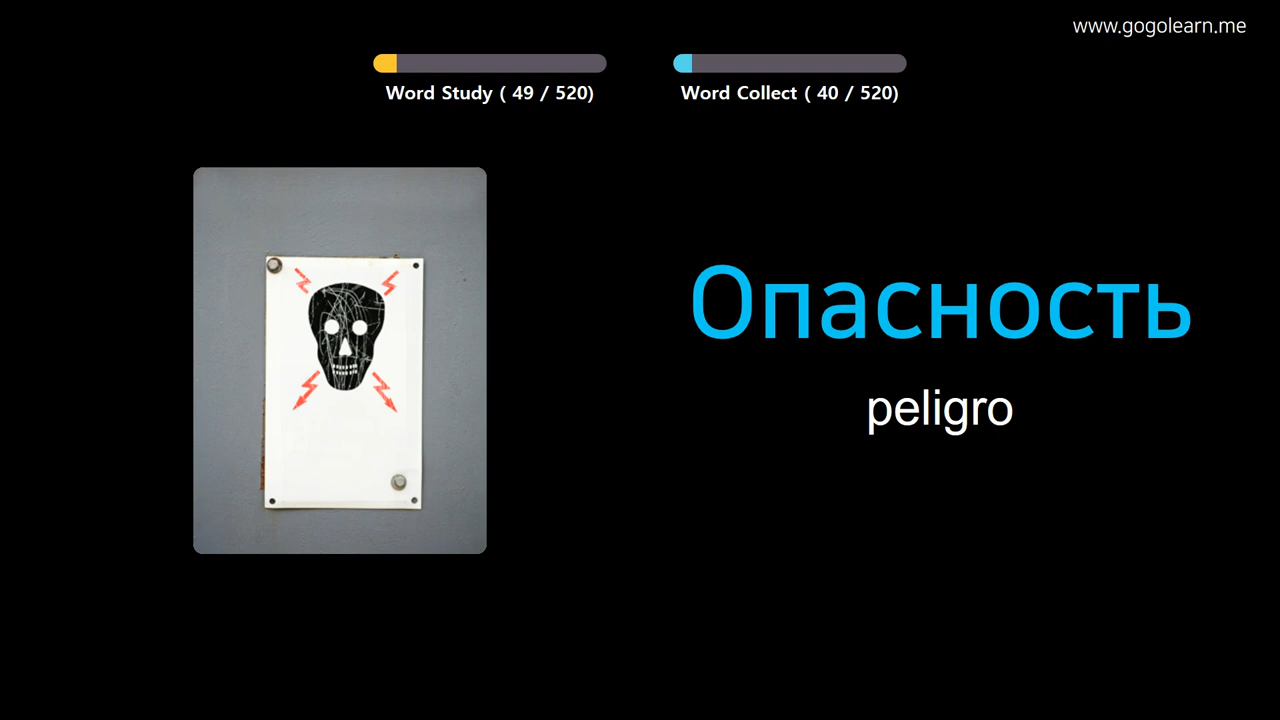 www.gogolearn.me
Word Study ( 49 / 520)
Word Collect ( 40 / 520)
Опасность
peligro